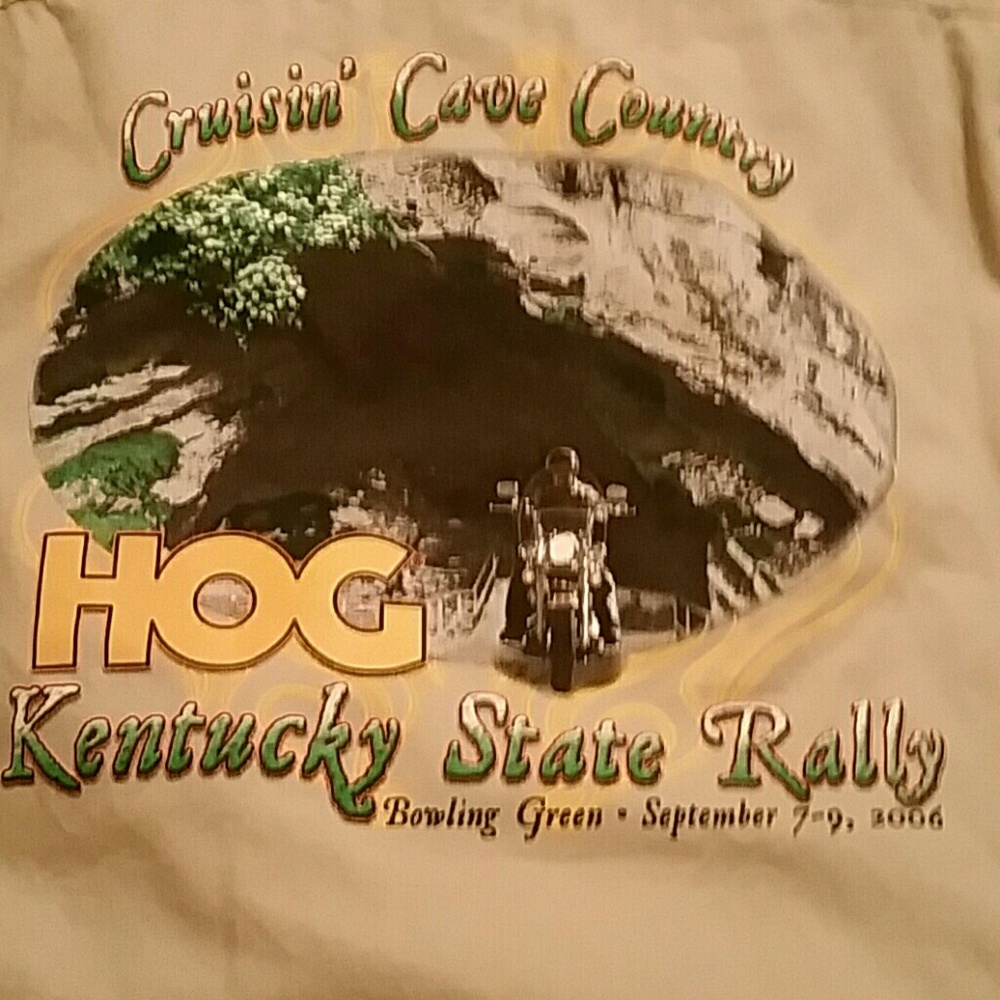 Cruisin' Cave Country
HOG
Kentucky State Rally
Bowling Green • September 7-9, 2006